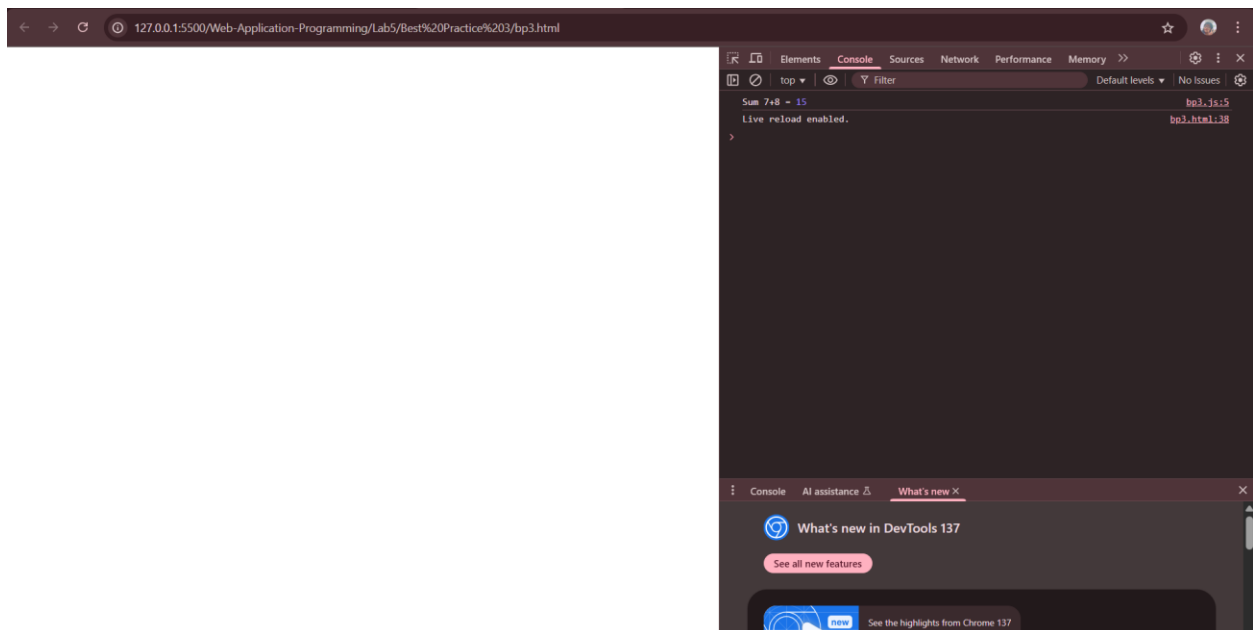 127.0.0.1:5500/Web-Application-Programming/Lab5/Best%20Practice%203/bp3.html
Elements Console Sources Network Performance Memory
top Filter Default levels No Issues
Sum 7+8 = 15 bp3.js:5
Live reload enabled. bp3.html:38
Console AI assistance What's new
What's new in DevTools 137
See all new features
new See the highlights from Chrome 137